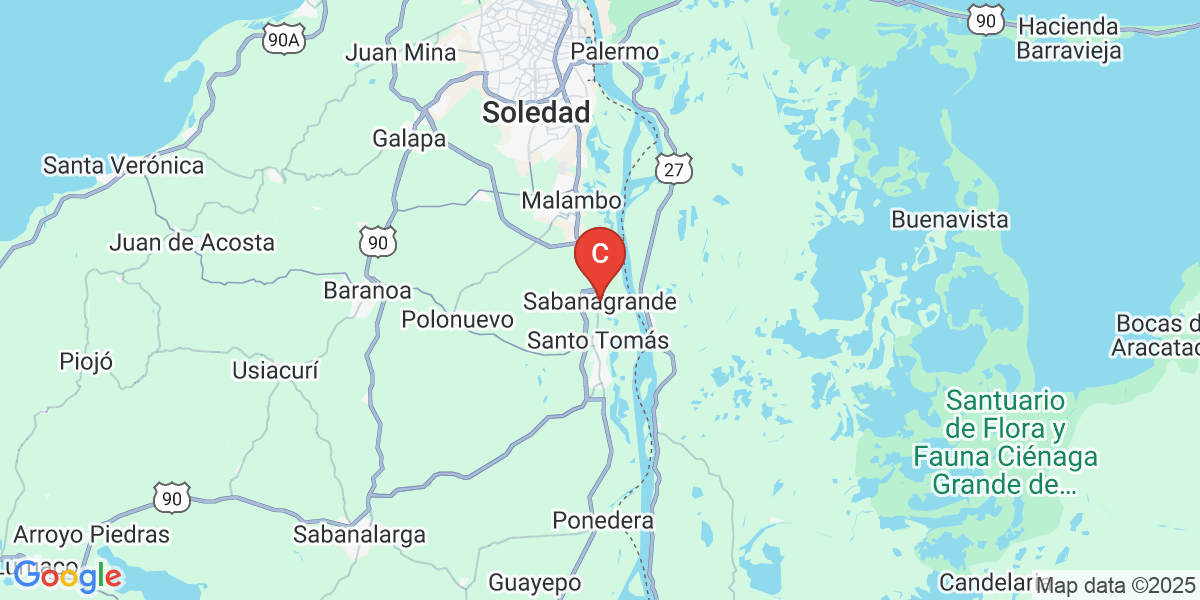 90
Hacienda
Barravieja
90A
Juan Mina
Palermo
Soledad
Galapa
Santa Verónica
27
Malambo
Buenavista
Juan de Acosta
90
C
Baranoa
Sabanagrande
Polonuevo
Bocas d
Aracatac
Santo Tomás
Piojó
Usiacurí
Santuario
de Flora y
Fauna Ciénaga
Grande de...
90
Ponedera
Arroyo Piedras
Sabanalarga
Luruaco
Google
Guayepo
Candelari
Map data ©2025